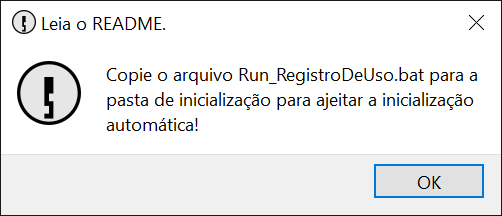 Leia o README.
Copie o arquivo Run_RegistroDeUso.bat para a
pasta de inicialização para ajeitar a inicialização
automática!
OK